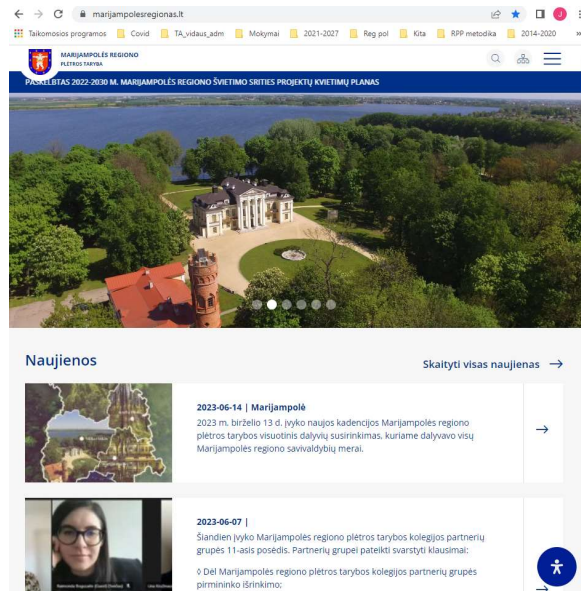 marijampolesregionas.lt
J
Taikomosios programos Covid TA_vidaus_adm Mokymai 2021-2027 Reg pol Kita RPP metodika 2014-2020 »
MARIJAMPOLĖS REGIONO
PLĖTROS TARYBA
PASKELBTAS 2022-2030 M. MARIJAMPOLĖS REGIONO ŠVIETIMO SRITIES PROJEKTŲ KVIETIMŲ PLANAS
Naujienos
Skaityti visas naujienas →
2023-06-14 | Marijampolė
2023 m. birželio 13 d. įvyko naujos kadencijos Marijampolės regiono
plėtros tarybos visuotinis dalyvių susirinkimas, kuriame dalyvavo visų
Marijampolės regiono savivaldybių merai.
2023-06-07 |
Šiandien įvyko Marijampolės regiono plėtros tarybos kolegijos partnerių
grupės 11-asis posėdis. Partnerių grupei pateikti svarstyti klausimai:
◊ Dėl Marijampolės regiono plėtros tarybos kolegijos partnerių grupės
pirmininko išrinkimo;